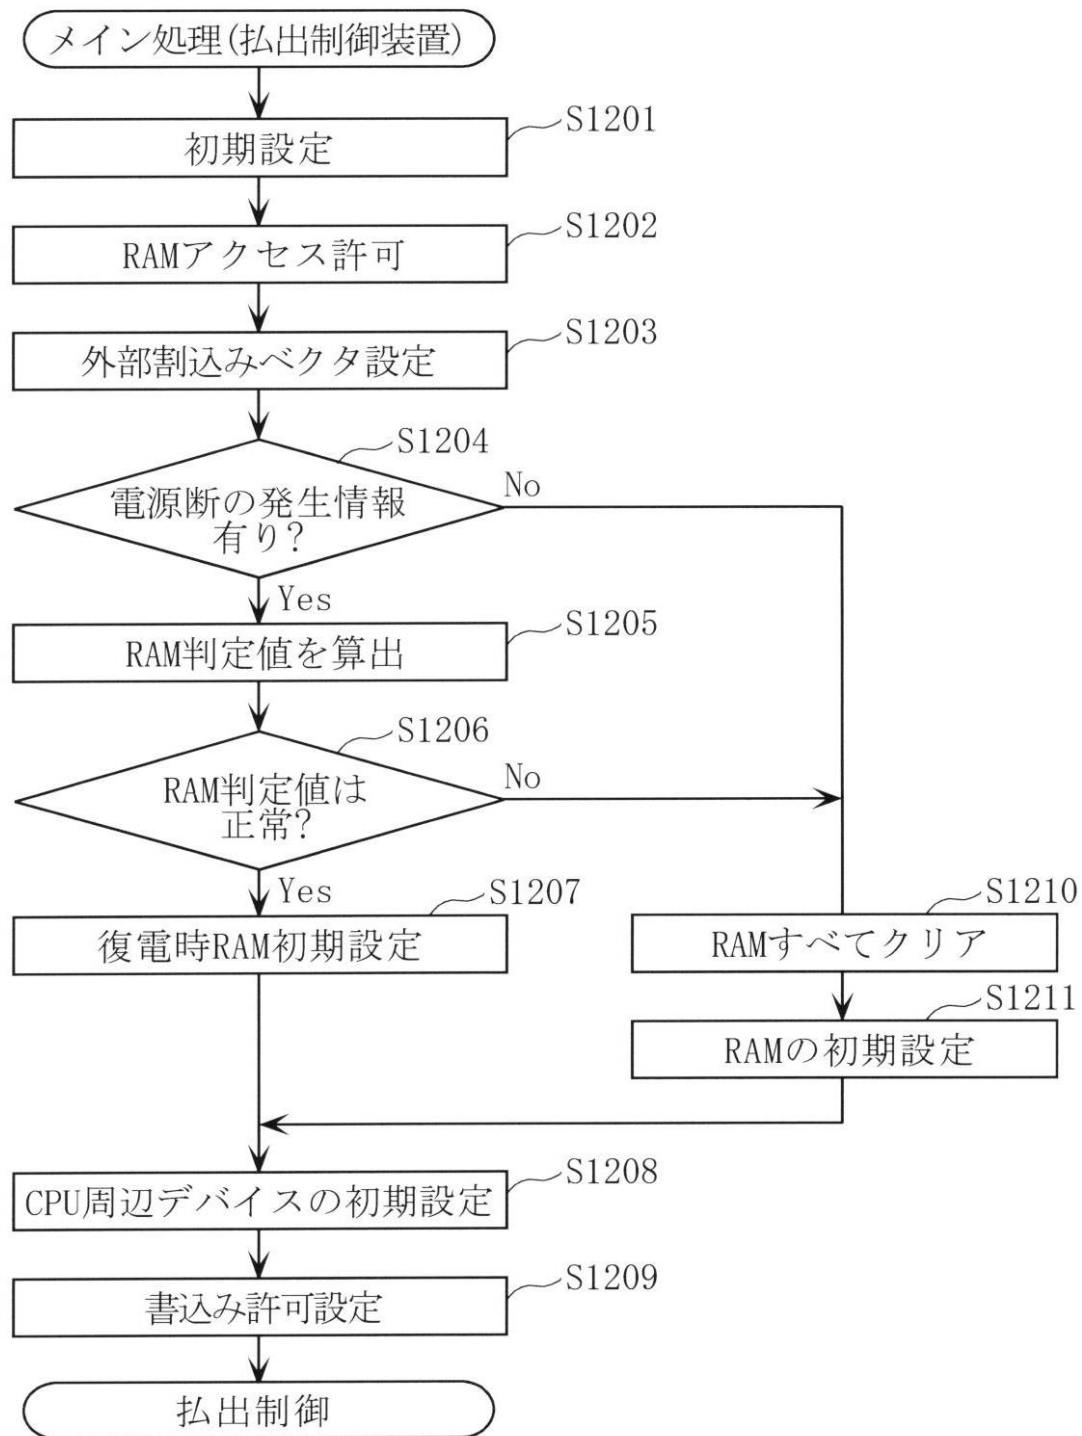 メイン処理(払出制御装置)
S1201
初期設定
S1202
RAMアクセス許可
S1203
外部割込みベクタ設定
S1204
電源断の発生情報
有り?
No
Yes
S1205
RAM判定値を算出
S1206
RAM判定値は
正常?
No
Yes
S1207
復電時RAM初期設定
S1210
RAMすべてクリア
S1211
RAMの初期設定
S1208
CPU周辺デバイスの初期設定
S1209
書込み許可設定
払出制御